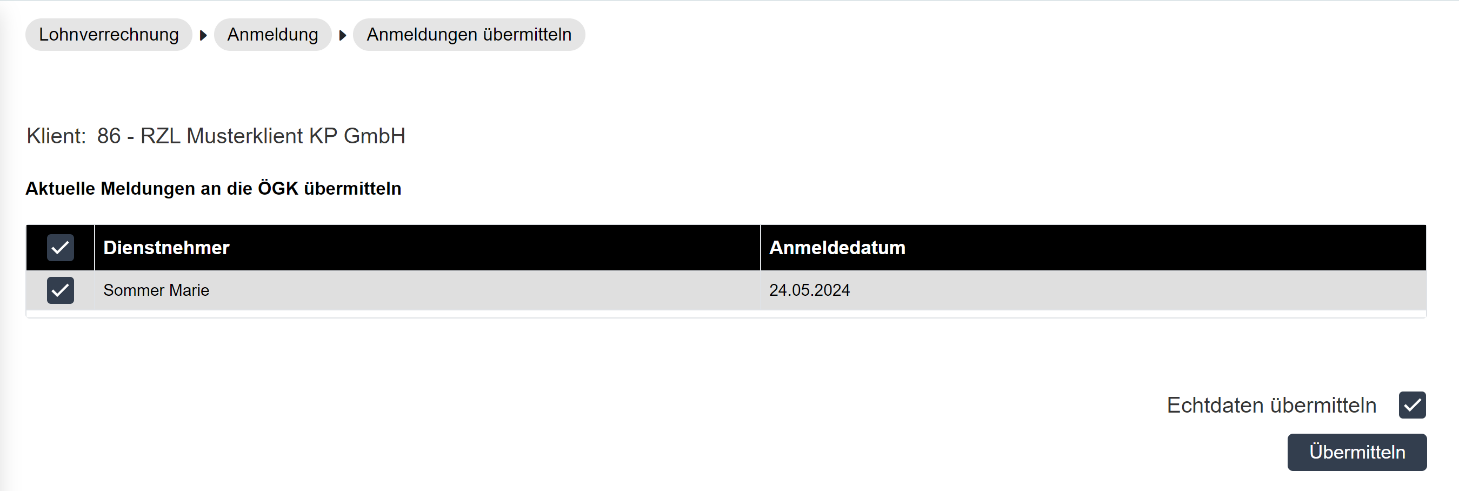 Lohnverrechnung Anmeldung Anmeldungen übermitteln
Klient: 86 - RZL Musterklient KP GmbH
Aktuelle Meldungen an die ÖGK übermitteln
Dienstnehmer Anmeldedatum
Sommer Marie 24.05.2024
Echtdaten übermitteln
Übermitteln